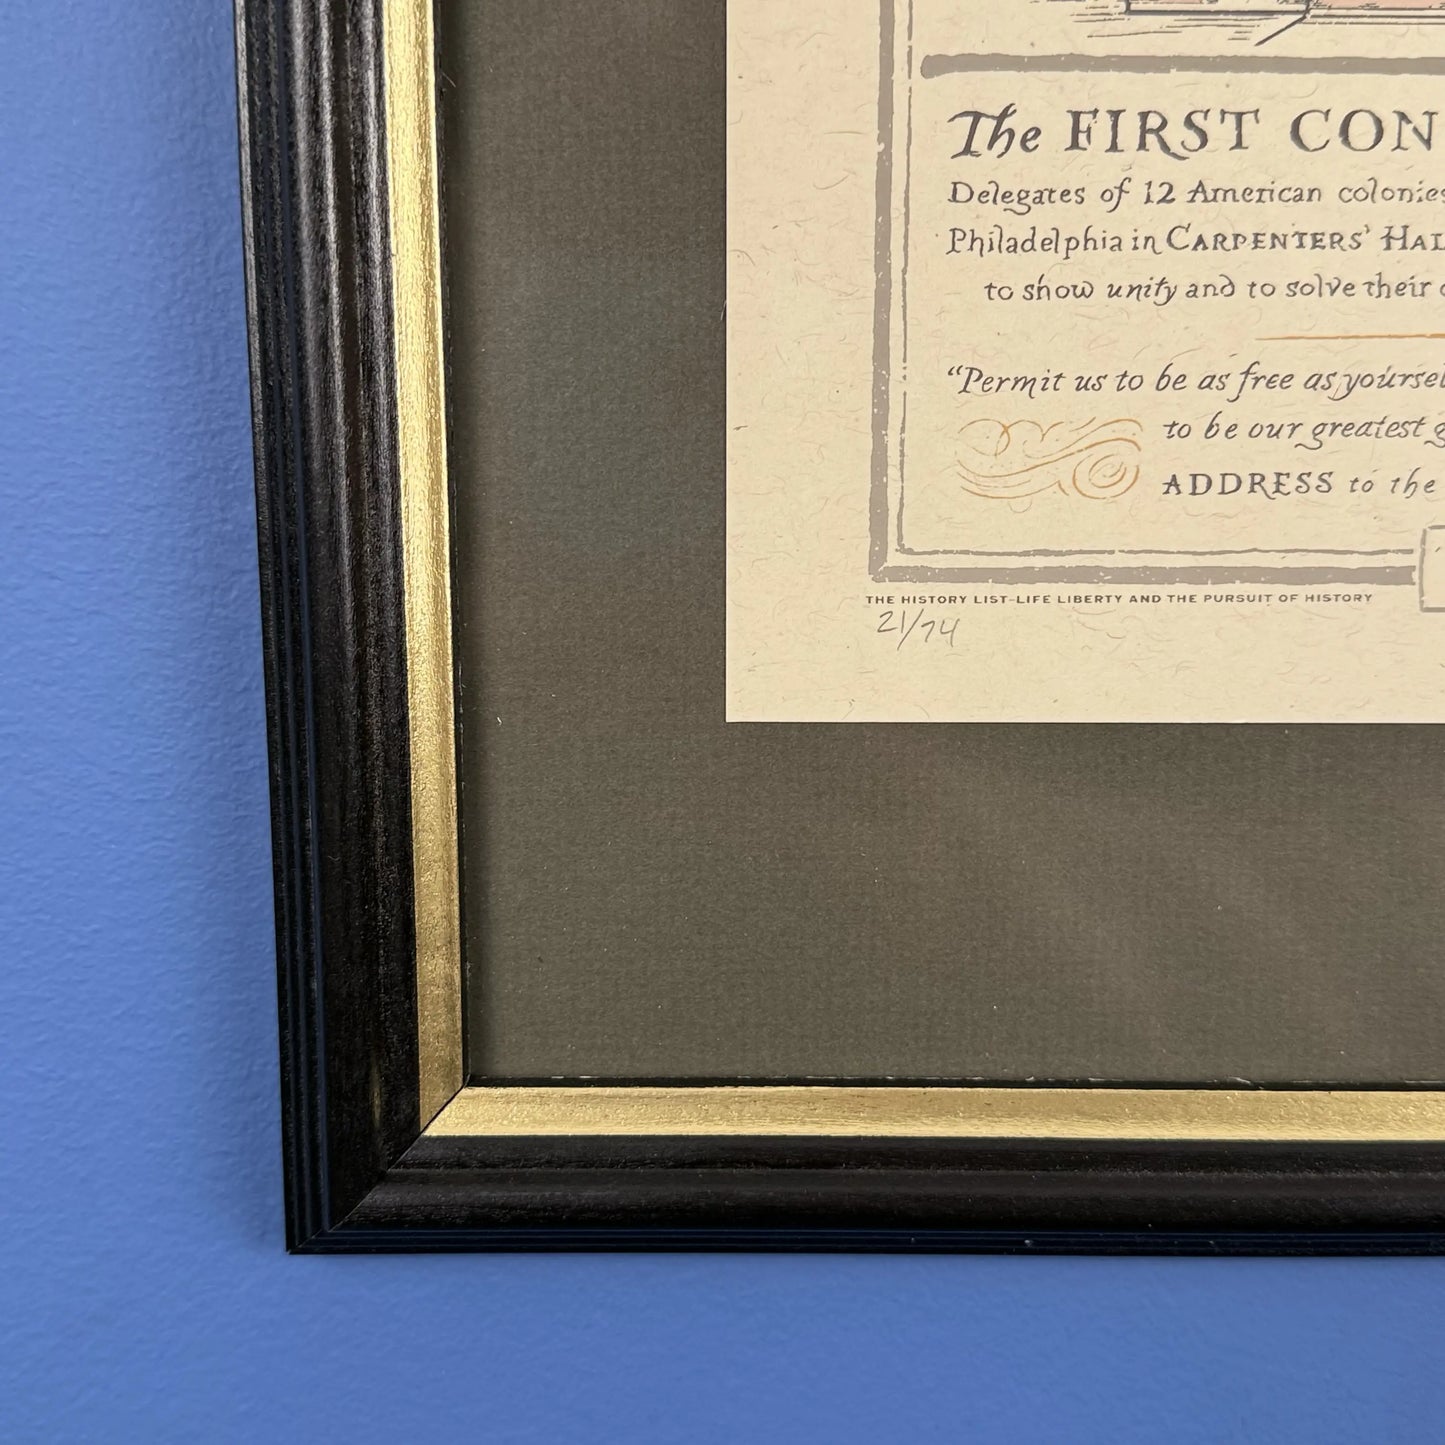 The FIRST CON
Delegates of 12 American colonies
Philadelphia in CARPENTERS' HAL
to show unity and to solve their
"Permit us to be as free as yoursel
to be our greatest g
ADDRESS to the
THE HISTORY LIST–LIFE LIBERTY AND THE PURSUIT OF HISTORY
21/74